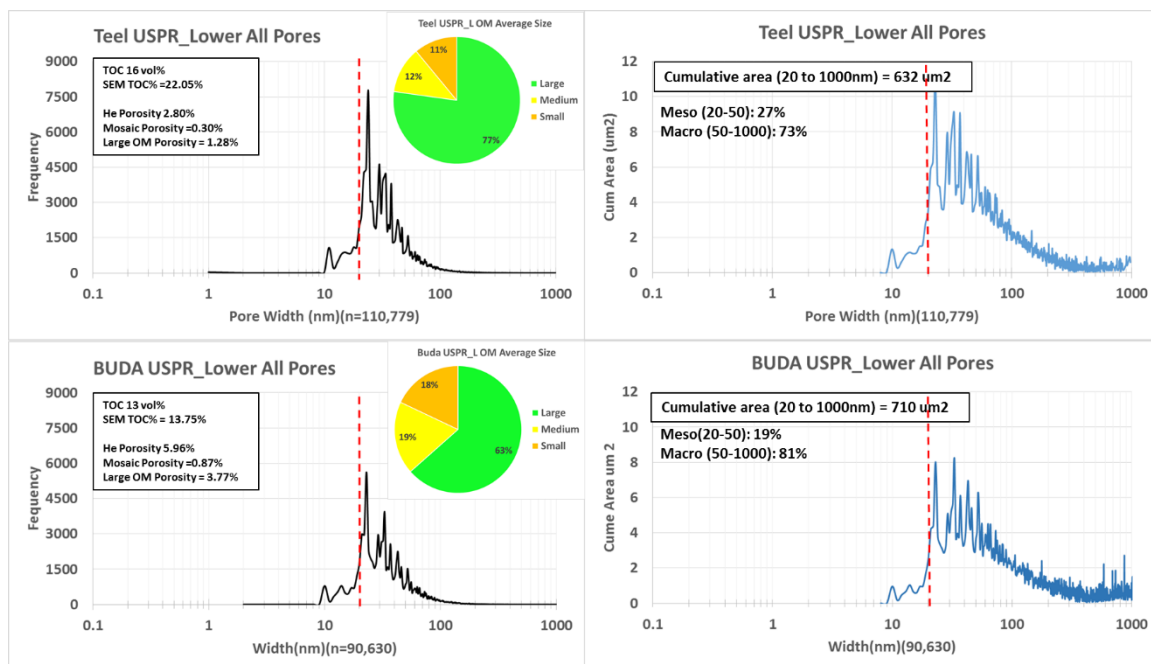 Teel USPR_Lower All Pores
TOC 16 vol%
SEM TOC% =22.05%
He Porosity 2.80%
Mosaic Porosity =0.30%
Large OM Porosity = 1.28%
Teel USPR_L OM Average Size
11%
12%
77%
Large
Medium
Small
Frequency
9000
7500
6000
4500
3000
1500
0
0.1
1
10
100
1000
Pore Width (nm)(n=110,779)
Teel USPR_Lower All Pores
Cumulative area (20 to 1000nm) = 632 um2
Meso (20-50): 27%
Macro (50-1000): 73%
Cum Area (um2)
12
10
8
6
4
2
0
0.1
1
10
100
1000
Pore Width (nm)(110,779)
BUDA USPR_Lower All Pores
TOC 13 vol%
SEM TOC% = 13.75%
He Porosity 5.96%
Mosaic Porosity =0.87%
Large OM Porosity = 3.77%
Buda USPR_L OM Average Size
18%
19%
63%
Large
Medium
Small
Fequency
9000
7500
6000
4500
3000
1500
0
0.1
1
10
100
1000
Width(nm)(n=90,630)
BUDA USPR_Lower All Pores
Cumulative area (20 to 1000nm) = 710 um2
Meso(20-50): 19%
Macro (50-1000): 81%
Cume Area um 2
12
10
8
6
4
2
0
0.1
1
10
100
1000
Width(nm)(90,630)